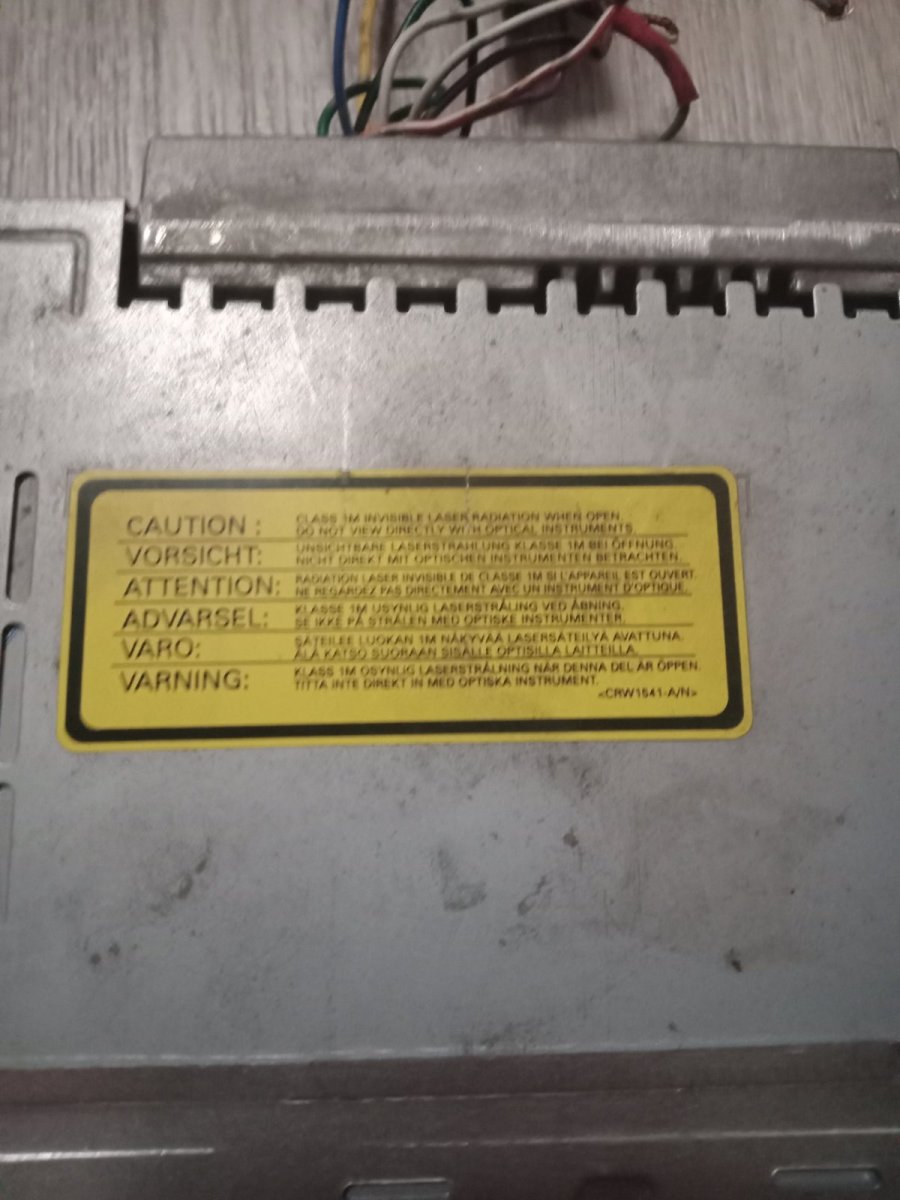 CAUTION : CLASS 1M INVISIBLE LASER RADIATION WHEN OPEN.
DO NOT VIEW DIRECTLY WITH OPTICAL INSTRUMENTS.
VORSICHT: UNSICHTBARE LASERSTRAHLUNG KLASSE 1M BEI ÖFFNUNG.
NICHT DIREKT MIT OPTISCHEN INSTRUMENTEN BETRACHTEN.
ATTENTION: RADIATION LASER INVISIBLE DE CLASSE 1M SI L'APPAREIL EST OUVERT.
NE REGARDEZ PAS DIRECTEMENT AVEC UN INSTRUMENT D'OPTIQUE.
ADVARSEL: KLASSE 1M USYNLIG LASERSTRÅLING VED ÅBNING.
SE IKKE PÅ STRÅLEN MED OPTISKE INSTRUMENTER.
VARO: SÄTEILEE LUOKAN 1M NÄKYVÄÄ LASERSÄTEILYÄ AVATTUNA.
ÄLÄ KATSO SUORAAN SISÄLLE OPTISILLA LAITTEILLA.
VARNING: KLASS 1M OSYNLIG LASERSTRÅLNING NÄR DENNA DEL ÄR ÖPPEN.
TITTA INTE DIREKT IN MED OPTISKA INSTRUMENT.
<CRW1641-A/N>